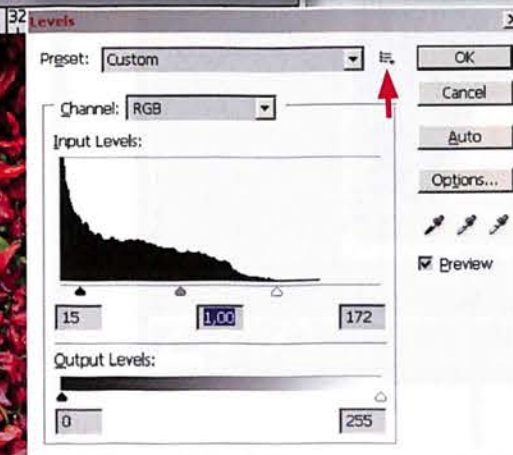 32
Levels
Preset: Custom
OK
Channel: RGB
Cancel
Input Levels:
Auto
Options...
Preview
15 1,00 172
Output Levels:
0 255